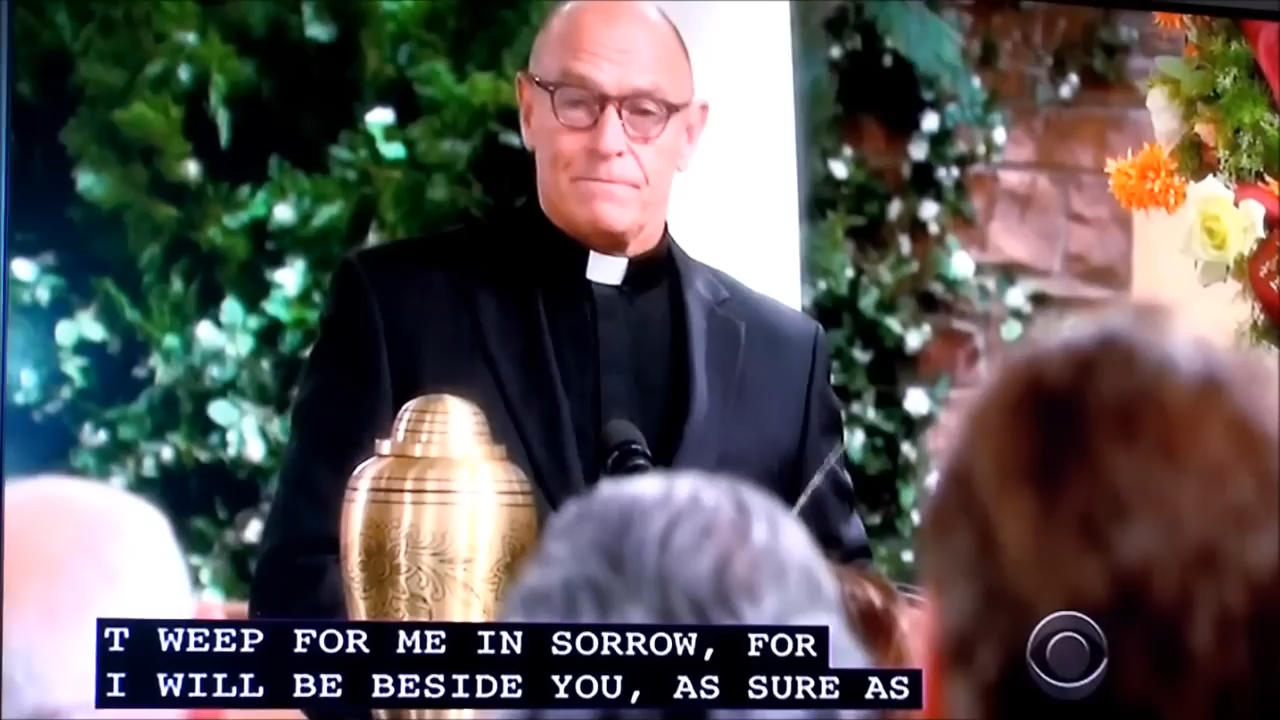 T WEEP FOR ME IN SORROW, FOR
I WILL BE BESIDE YOU, AS SURE AS